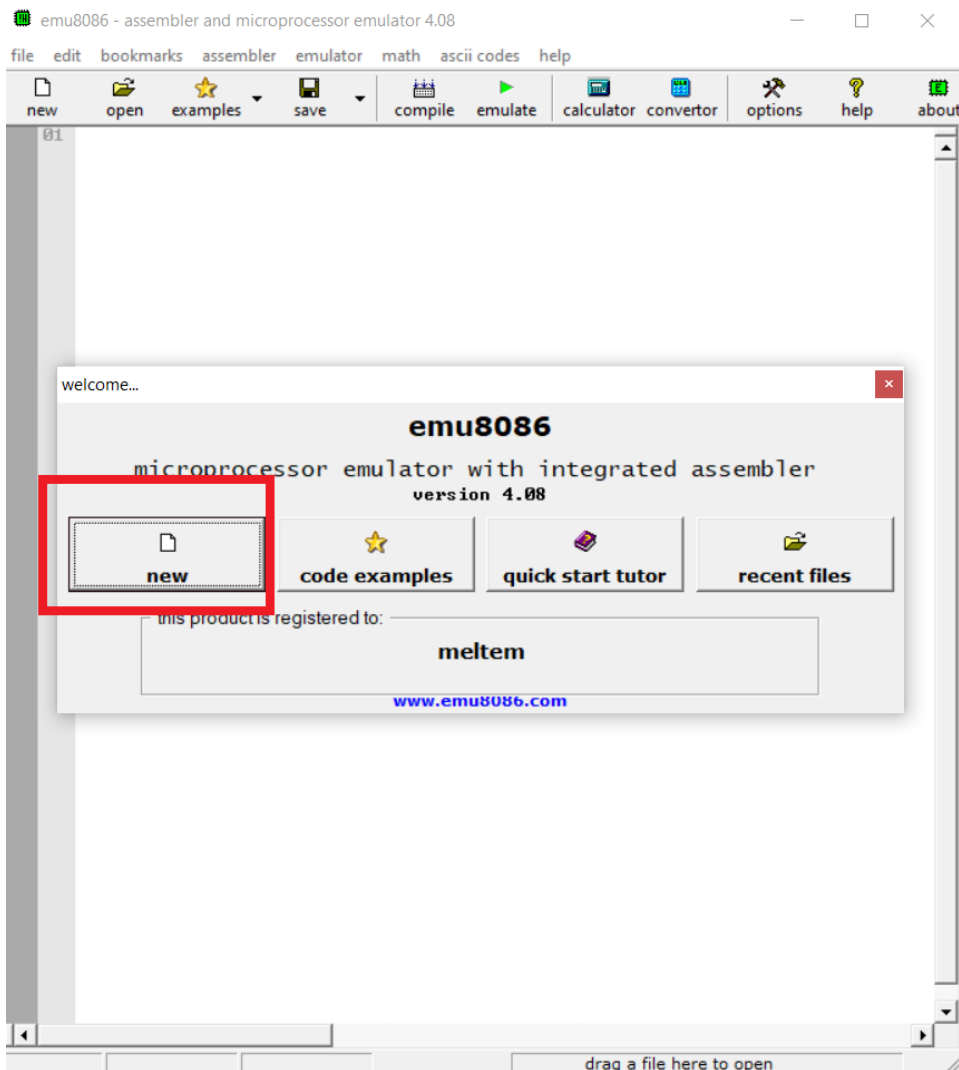 emu8086 - assembler and microprocessor emulator 4.08
file edit bookmarks assembler emulator math ascii codes help
new open examples save compile emulate calculator convertor options help about
01
welcome...
emu8086
microprocessor emulator with integrated assembler
version 4.08
new code examples quick start tutor recent files
this product is registered to:
meltem
www.emu8086.com
drag a file here to open